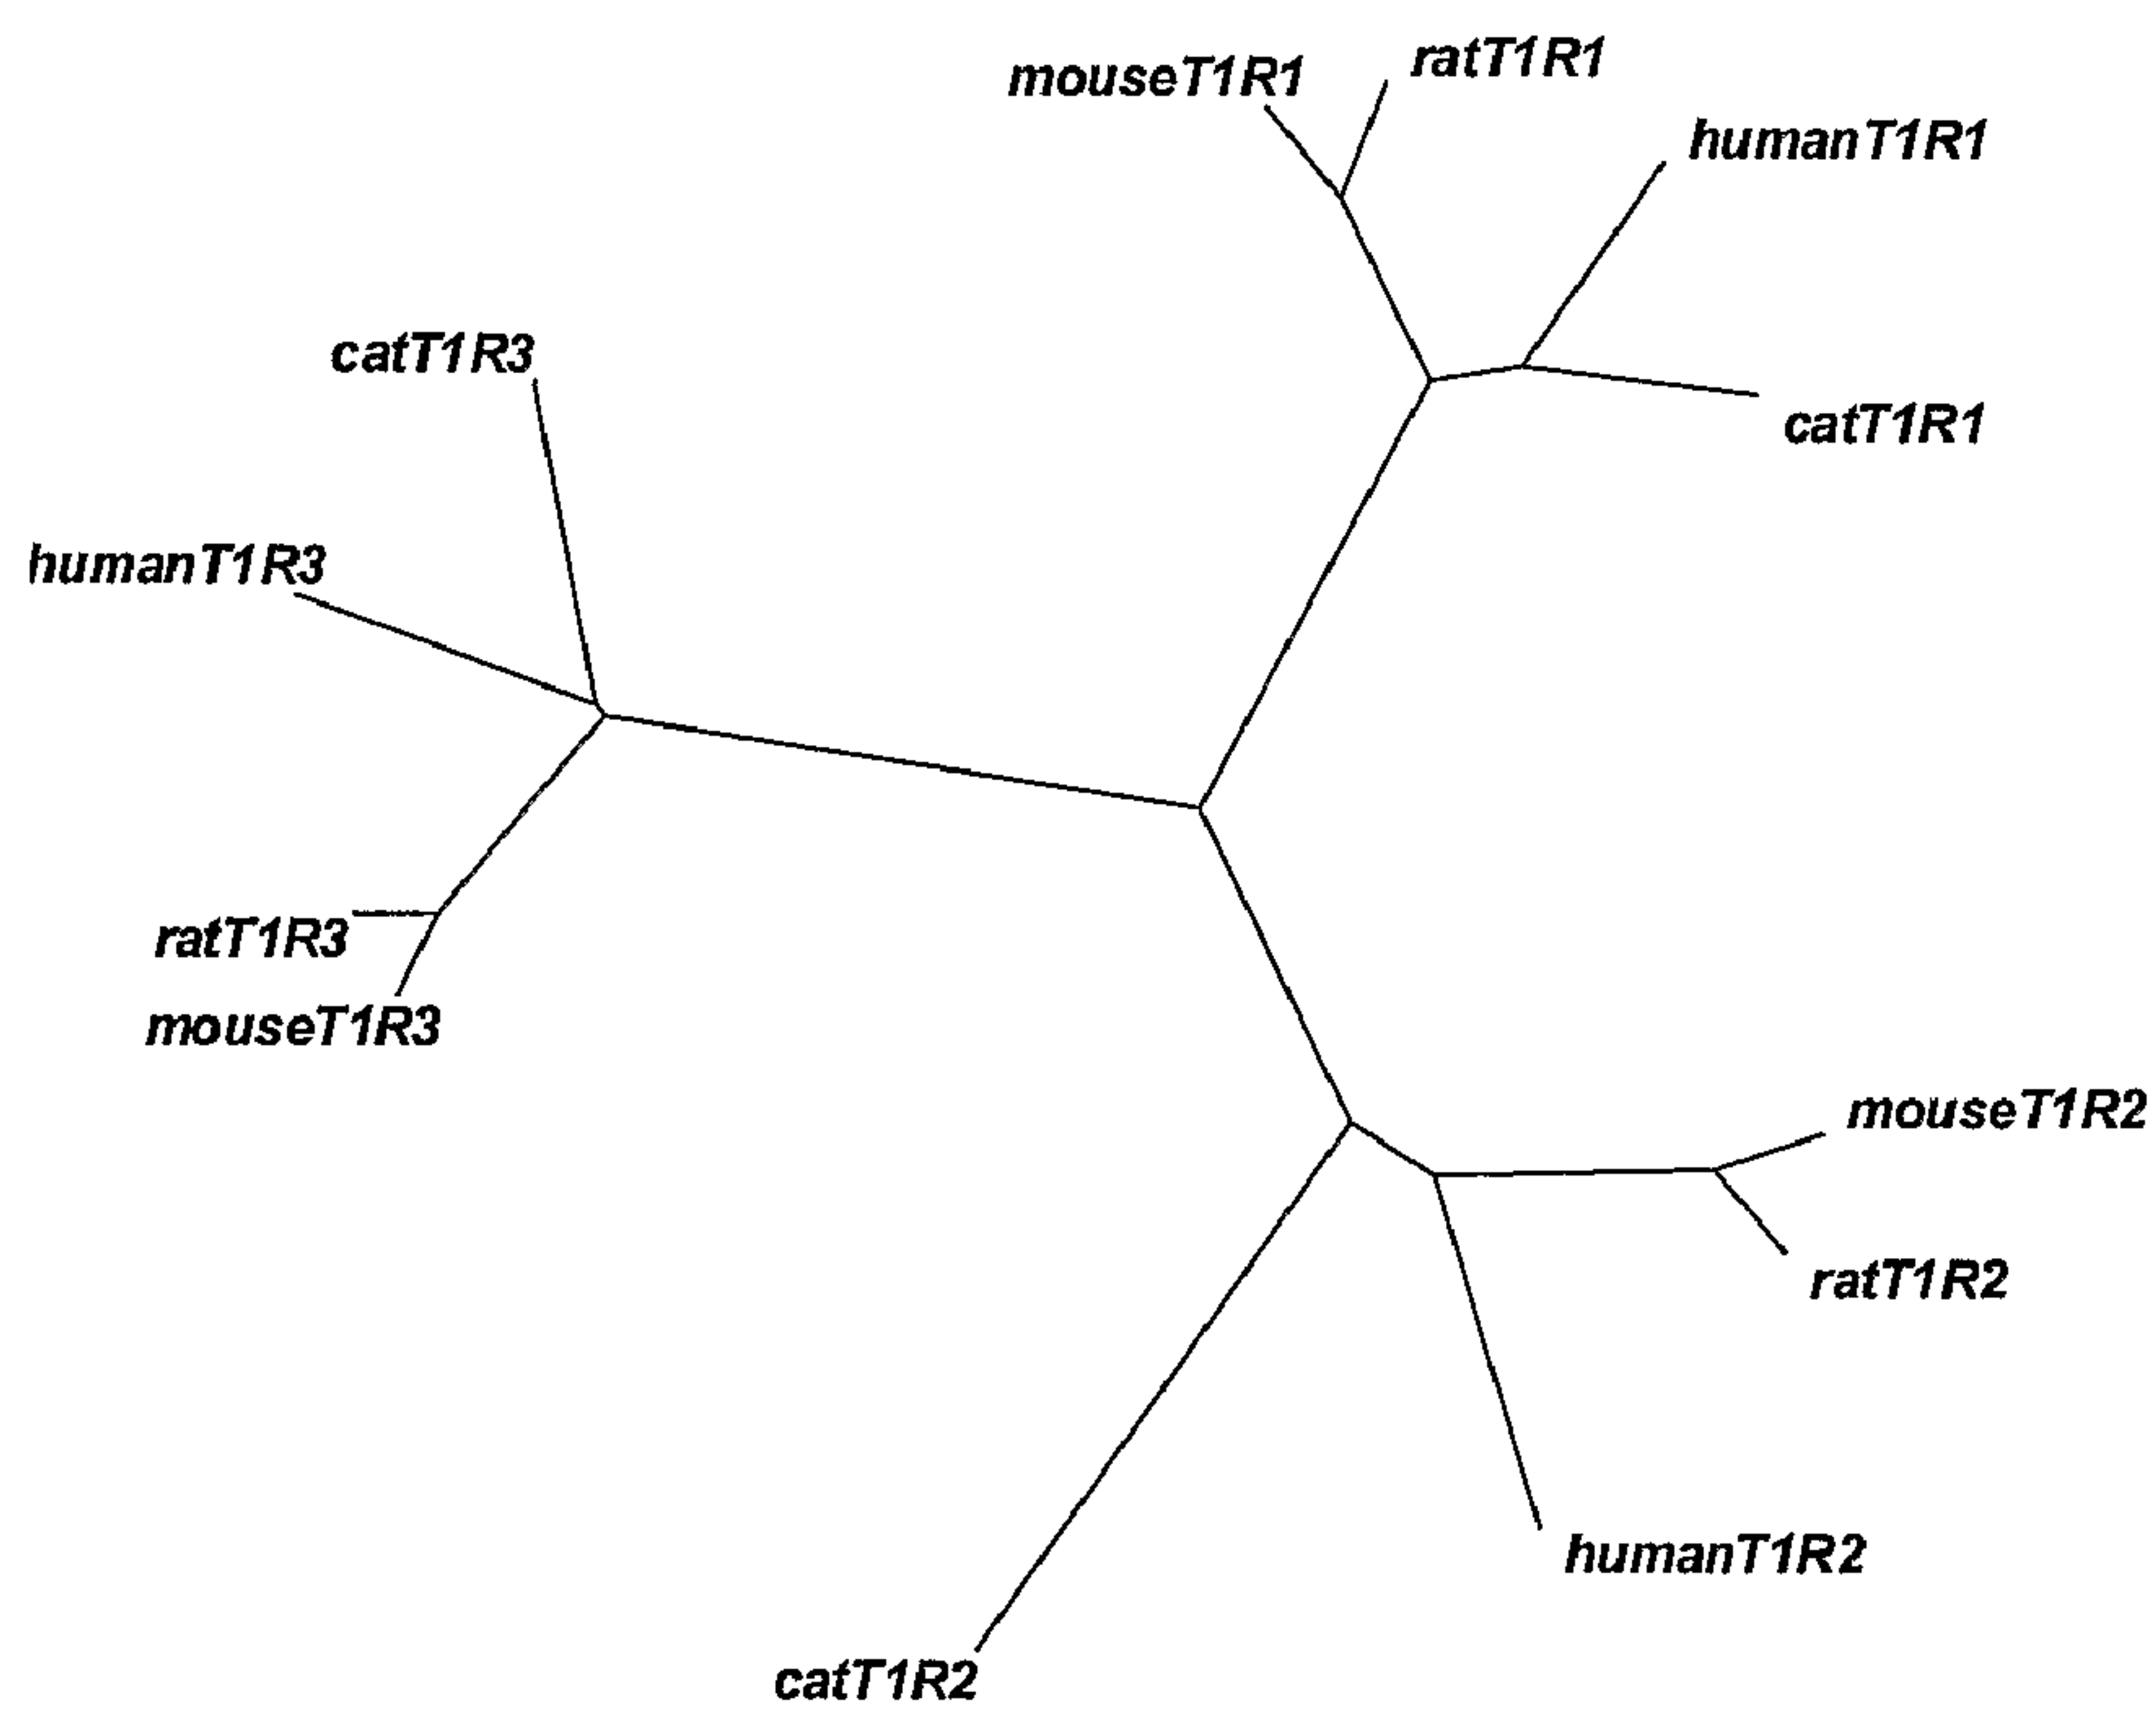 ratT1R1
mouseT1R1
humanT1R1
catT1R3
catT1R1
humanT1R3
ratT1R3
mouseT1R3
mouseT1R2
ratT1R2
humanT1R2
catT1R2